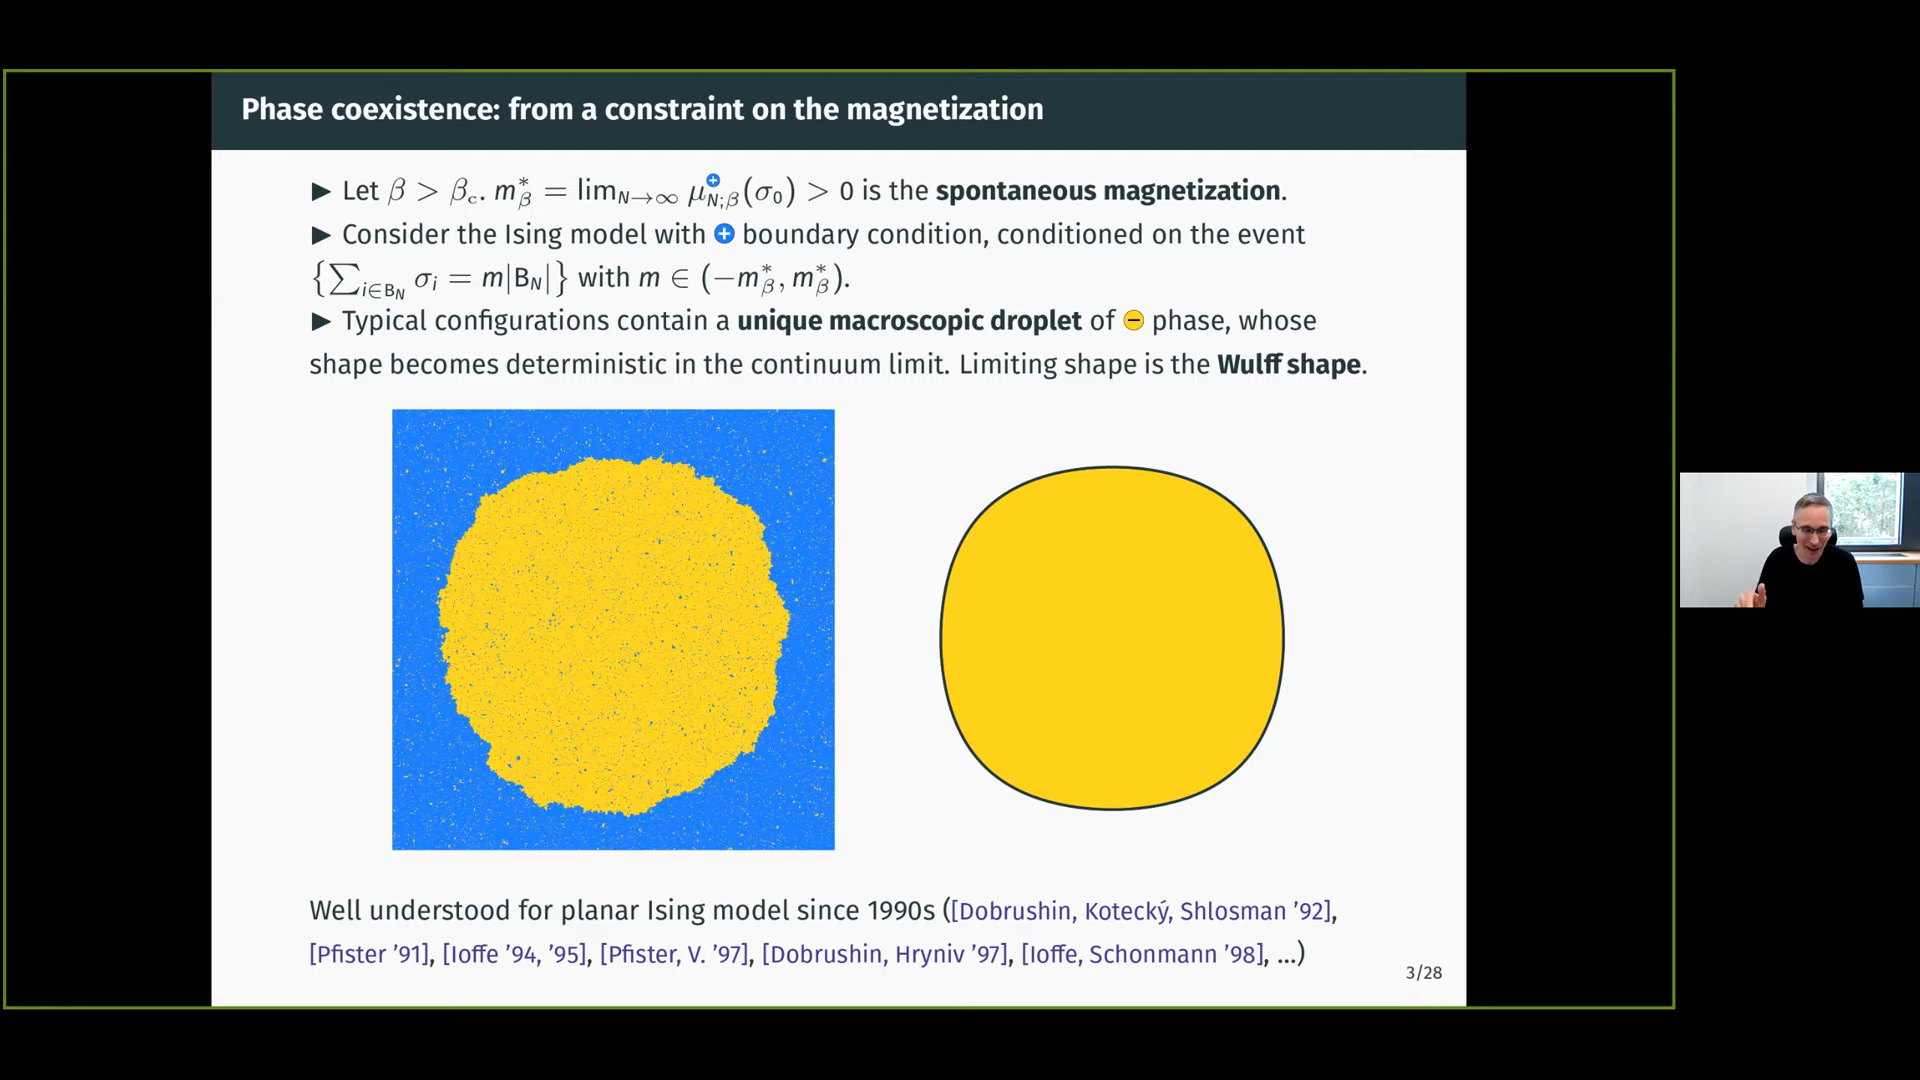 Phase coexistence: from a constraint on the magnetization
▶ Let β > β_c. m*_β = lim_{N→∞} μ^⊕_{N;β}(σ_0) > 0 is the spontaneous magnetization.
▶ Consider the Ising model with ⊕ boundary condition, conditioned on the event
{∑_{i∈B_N} σ_i = m|B_N|} with m ∈ (−m*_β, m*_β).
▶ Typical configurations contain a unique macroscopic droplet of ⊖ phase, whose
shape becomes deterministic in the continuum limit. Limiting shape is the Wulff shape.
Well understood for planar Ising model since 1990s ([Dobrushin, Kotecký, Shlosman ’92],
[Pfister ’91], [Ioffe ’94, ’95], [Pfister, V. ’97], [Dobrushin, Hryniv ’97], [Ioffe, Schonmann ’98], ...)
3/28